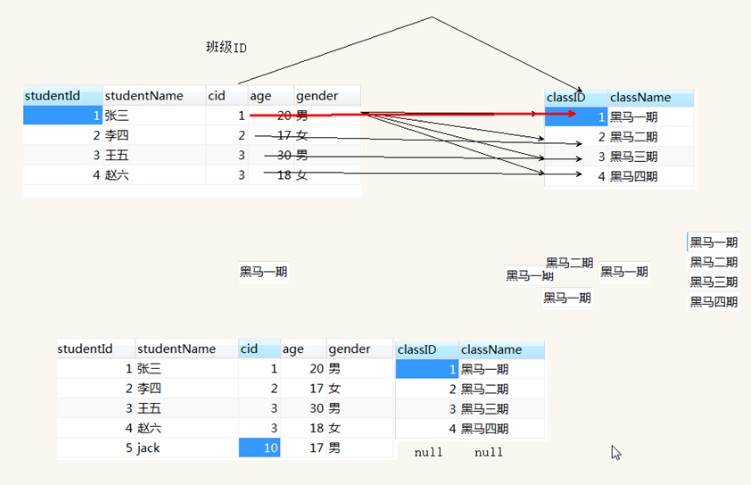 班级ID
studentId studentName cid age gender
1 张三 1 20 男
2 李四 2 17 女
3 王五 3 30 男
4 赵六 3 18 女
classID className
1 黑马一期
2 黑马二期
3 黑马三期
4 黑马四期
黑马一期
黑马二期
黑马一期
黑马一期
黑马一期
黑马一期
黑马二期
黑马三期
黑马四期
studentId studentName cid age gender classID className
1 张三 1 20 男 1 黑马一期
2 李四 2 17 女 2 黑马二期
3 王五 3 30 男 3 黑马三期
4 赵六 3 18 女 4 黑马四期
5 jack 10 17 男 null null